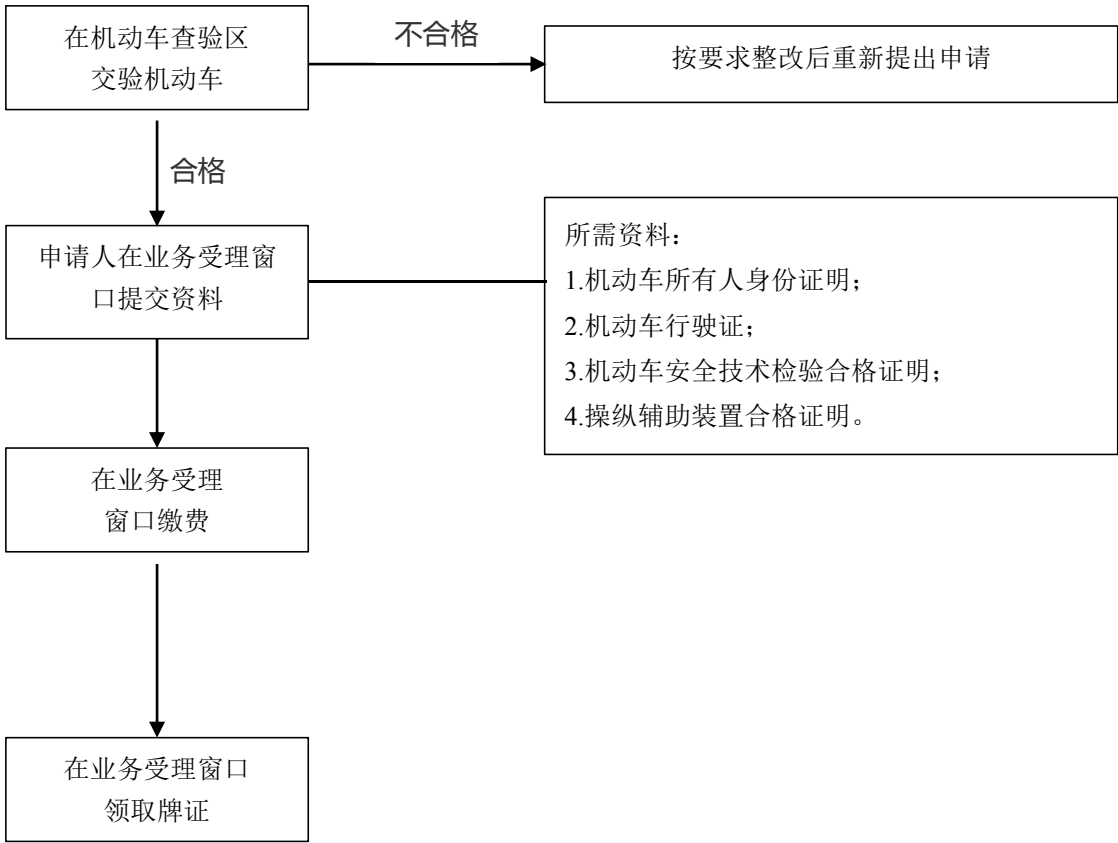 在机动车查验区
交验机动车
不合格
按要求整改后重新提出申请
合格
申请人在业务受理窗
口提交资料
所需资料：
1.机动车所有人身份证明；
2.机动车行驶证；
3.机动车安全技术检验合格证明；
4.操纵辅助装置合格证明。
在业务受理
窗口缴费
在业务受理窗口
领取牌证